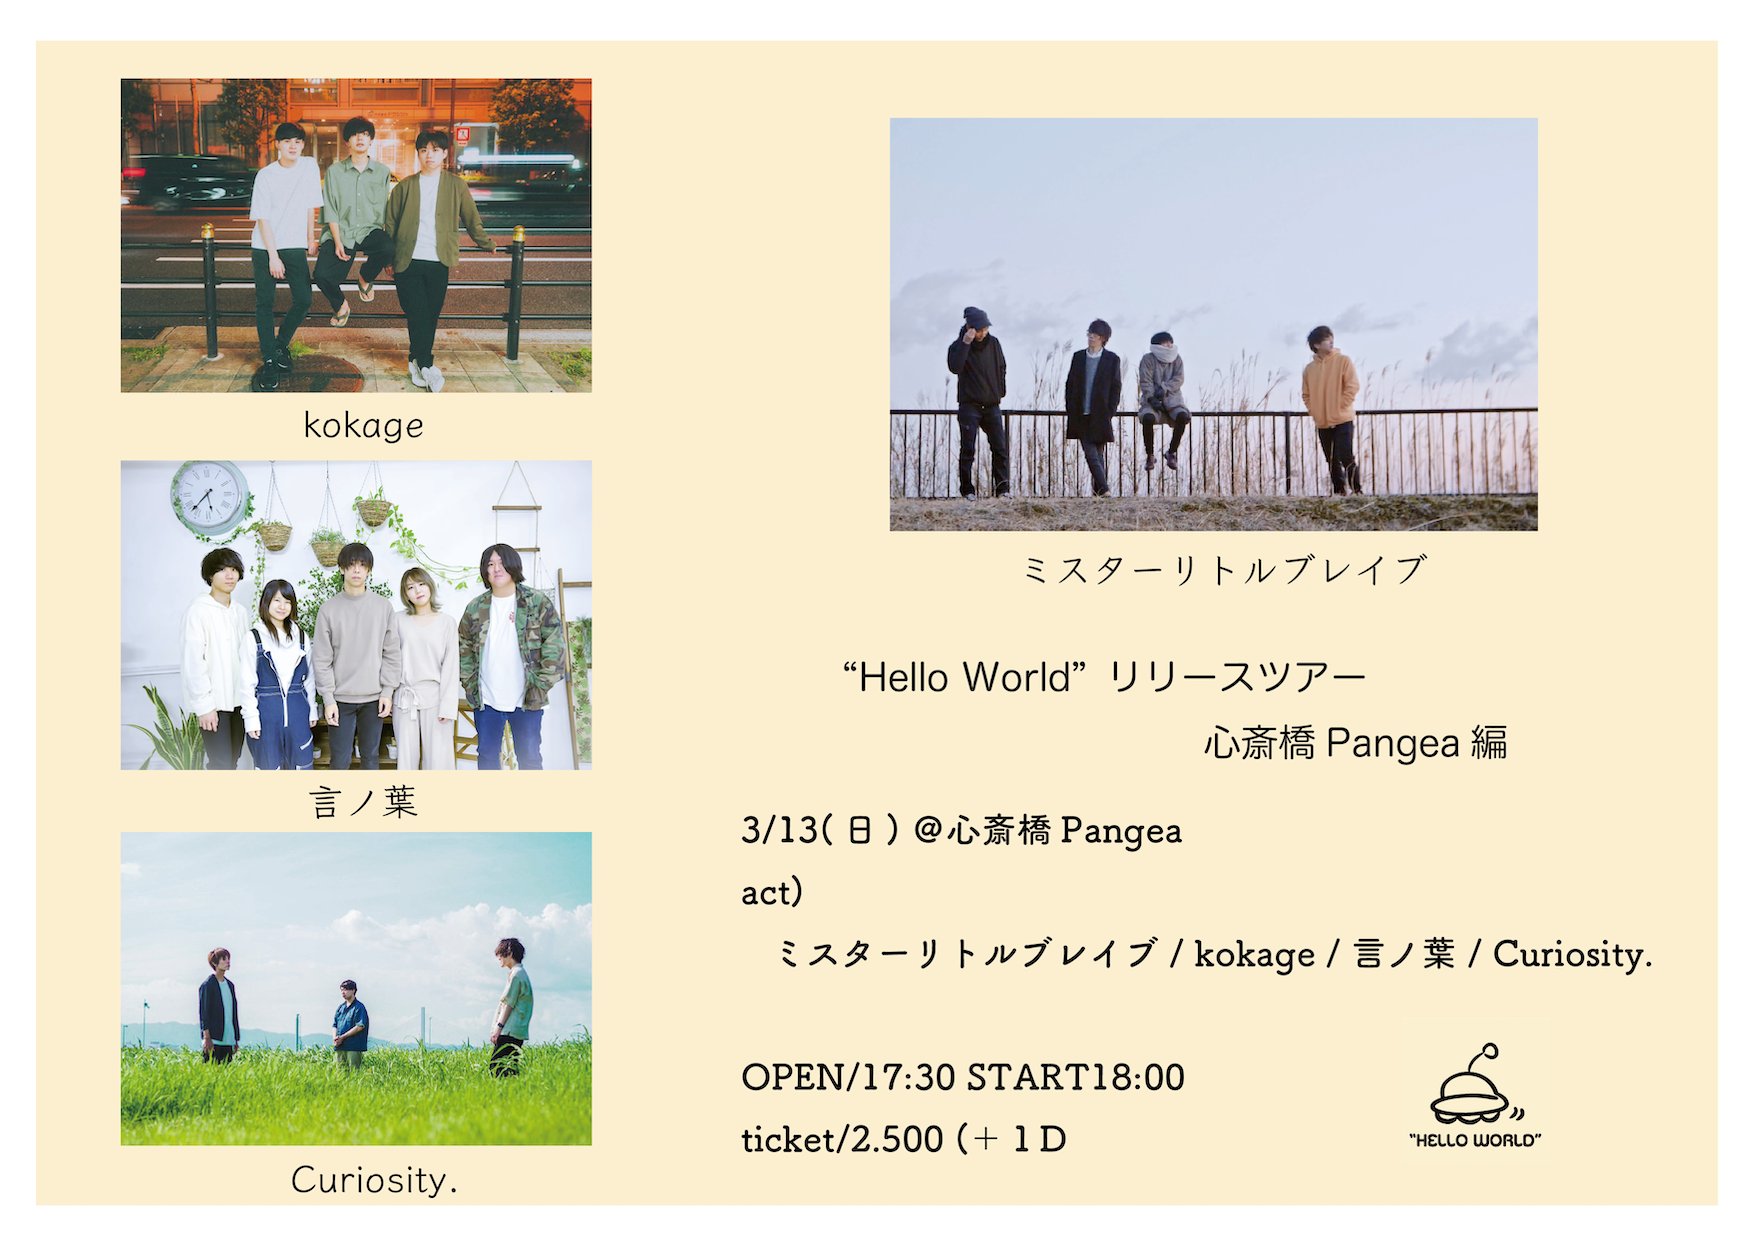 kokage
言ノ葉
Curiosity.
ミスターリトルブレイブ
“Hello World” リリースツアー
心斎橋 Pangea 編
3/13( 日 ) @心斎橋 Pangea
act)
ミスターリトルブレイブ / kokage / 言ノ葉 / Curiosity.
OPEN/17:30 START18:00
ticket/2.500 (+ 1 D
“HELLO WORLD”